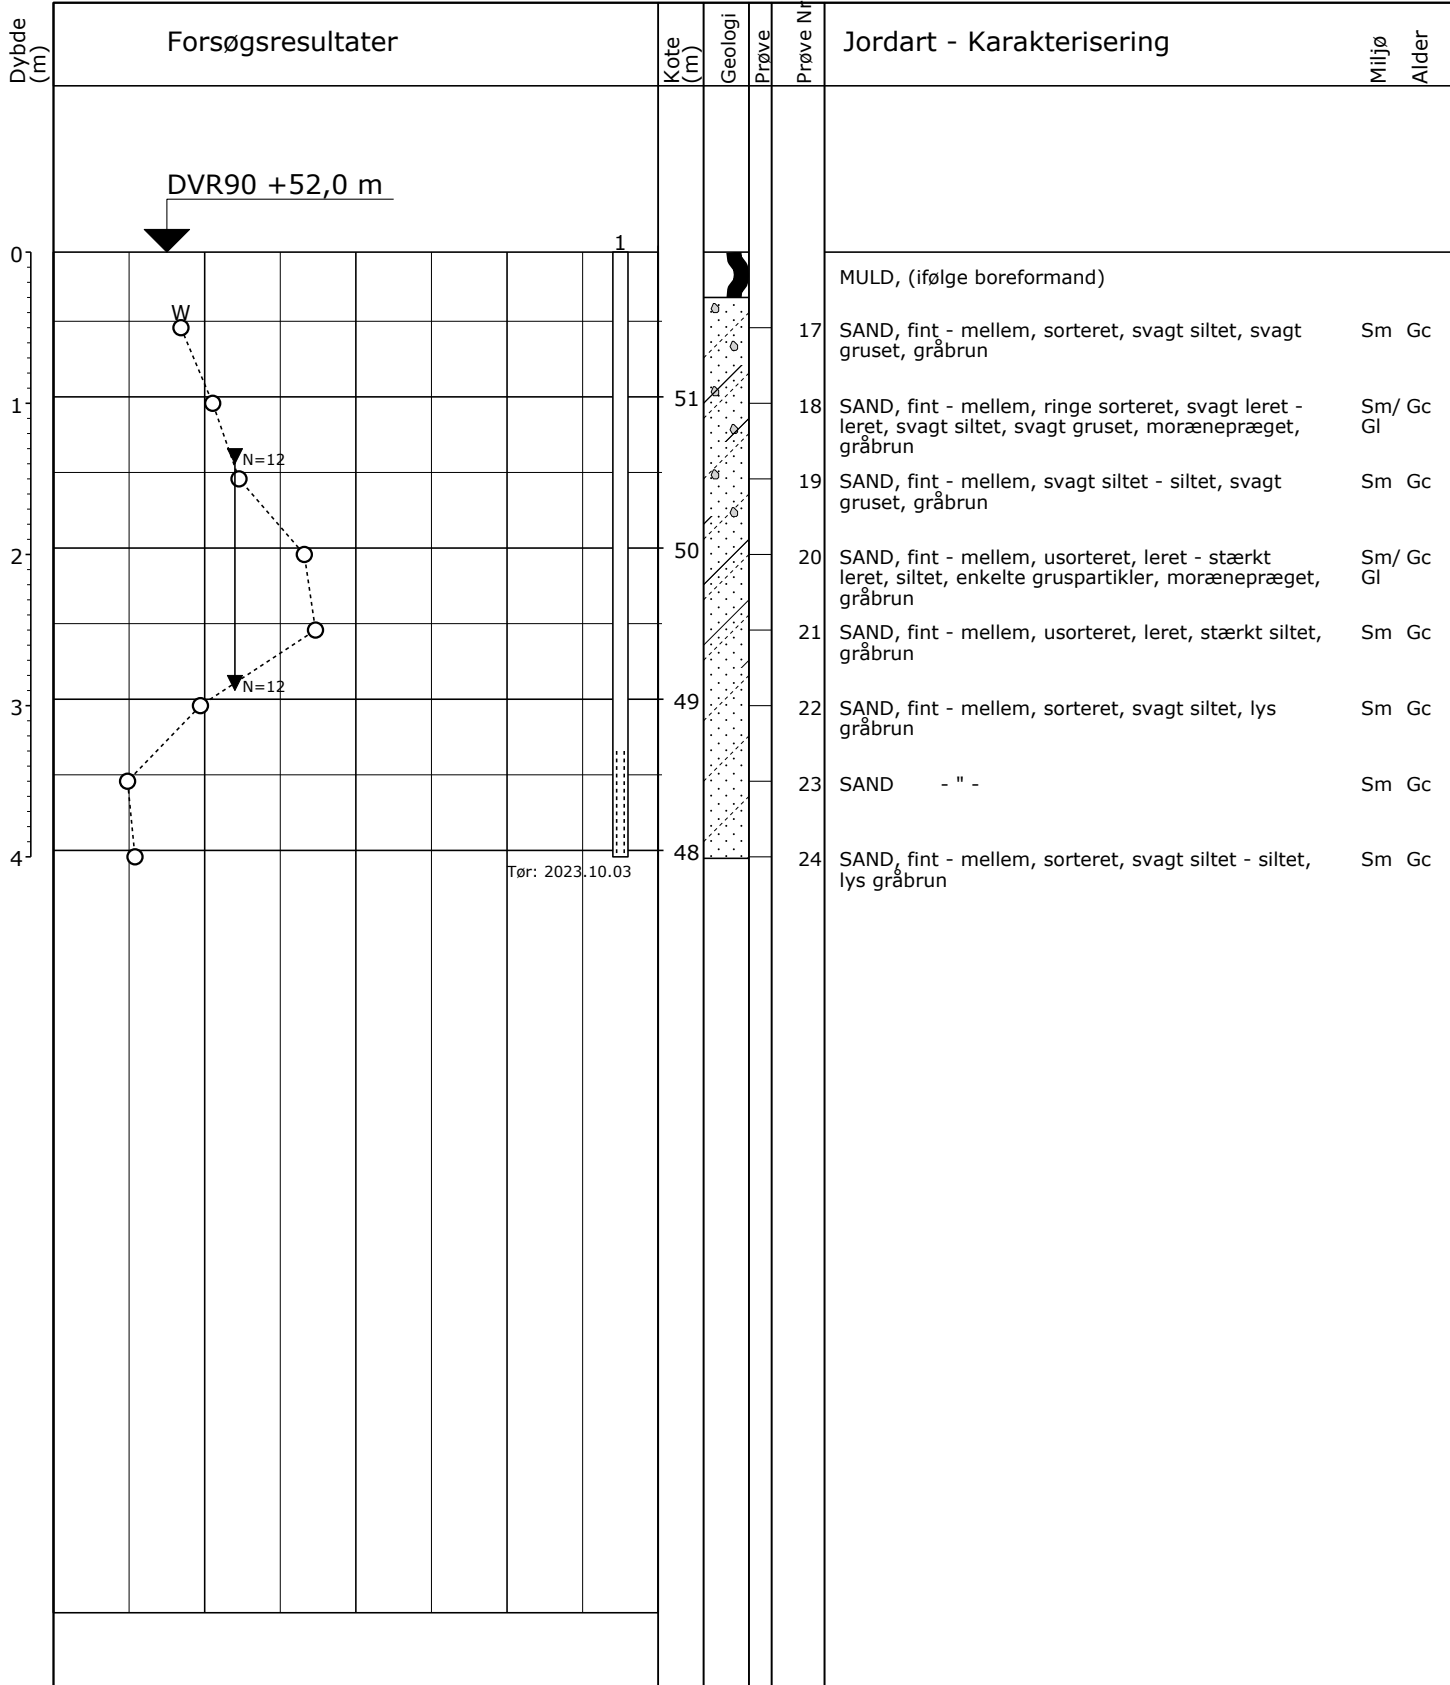 Dybde
(m)
Forsøgsresultater
Kote
(m)
Geologi
Prøve
Prøve Nr
Jordart - Karakterisering
Miljø
Alder
DVR90 +52,0 m
1
0
MULD, (ifølge boreformand)
W
17 SAND, fint - mellem, sorteret, svagt siltet, svagt Sm Gc
gruset, gråbrun
1 51 18 SAND, fint - mellem, ringe sorteret, svagt leret - Sm/ Gc
leret, svagt siltet, svagt gruset, morænepræget, Gl
gråbrun
N=12
19 SAND, fint - mellem, svagt siltet - siltet, svagt Sm Gc
gruset, gråbrun
2 50 20 SAND, fint - mellem, usorteret, leret - stærkt Sm/ Gc
leret, siltet, enkelte gruspartikler, morænepræget, Gl
gråbrun
21 SAND, fint - mellem, usorteret, leret, stærkt siltet, Sm Gc
gråbrun
N=12
3 49 22 SAND, fint - mellem, sorteret, svagt siltet, lys Sm Gc
gråbrun
23 SAND - " - Sm Gc
4 48 24 SAND, fint - mellem, sorteret, svagt siltet - siltet, Sm Gc
lys gråbrun
Tør: 2023.10.03